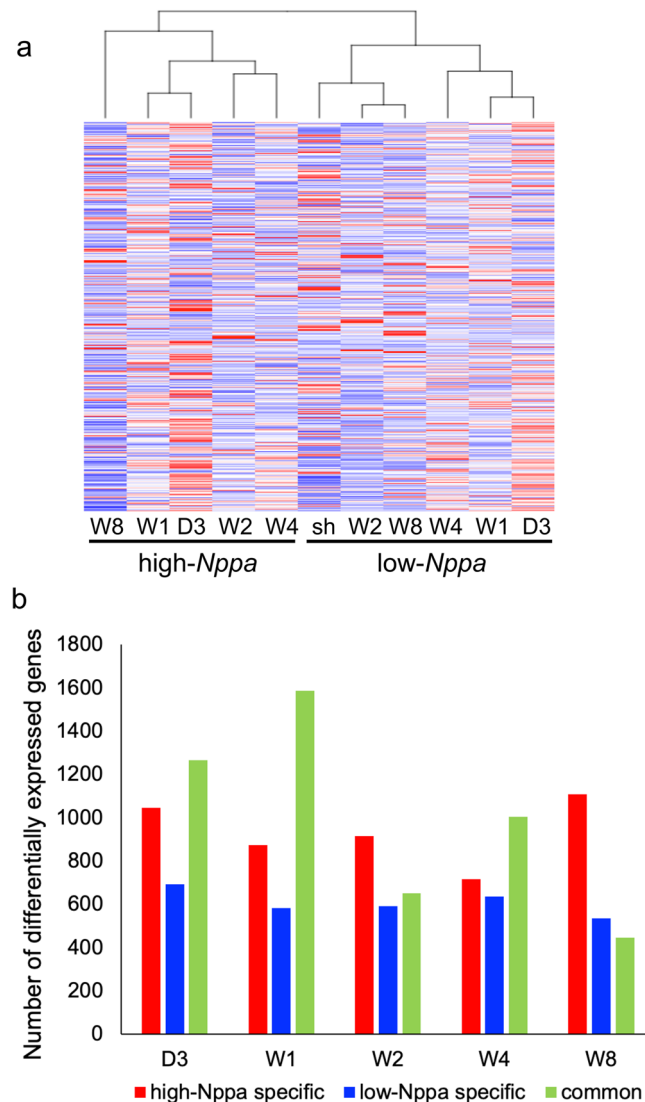 a
W8 W1 D3 W2 W4 sh W2 W8 W4 W1 D3
high-Nppa low-Nppa
b
Number of differentially expressed genes
1800
1600
1400
1200
1000
800
600
400
200
0
D3 W1 W2 W4 W8
high-Nppa specific low-Nppa specific common